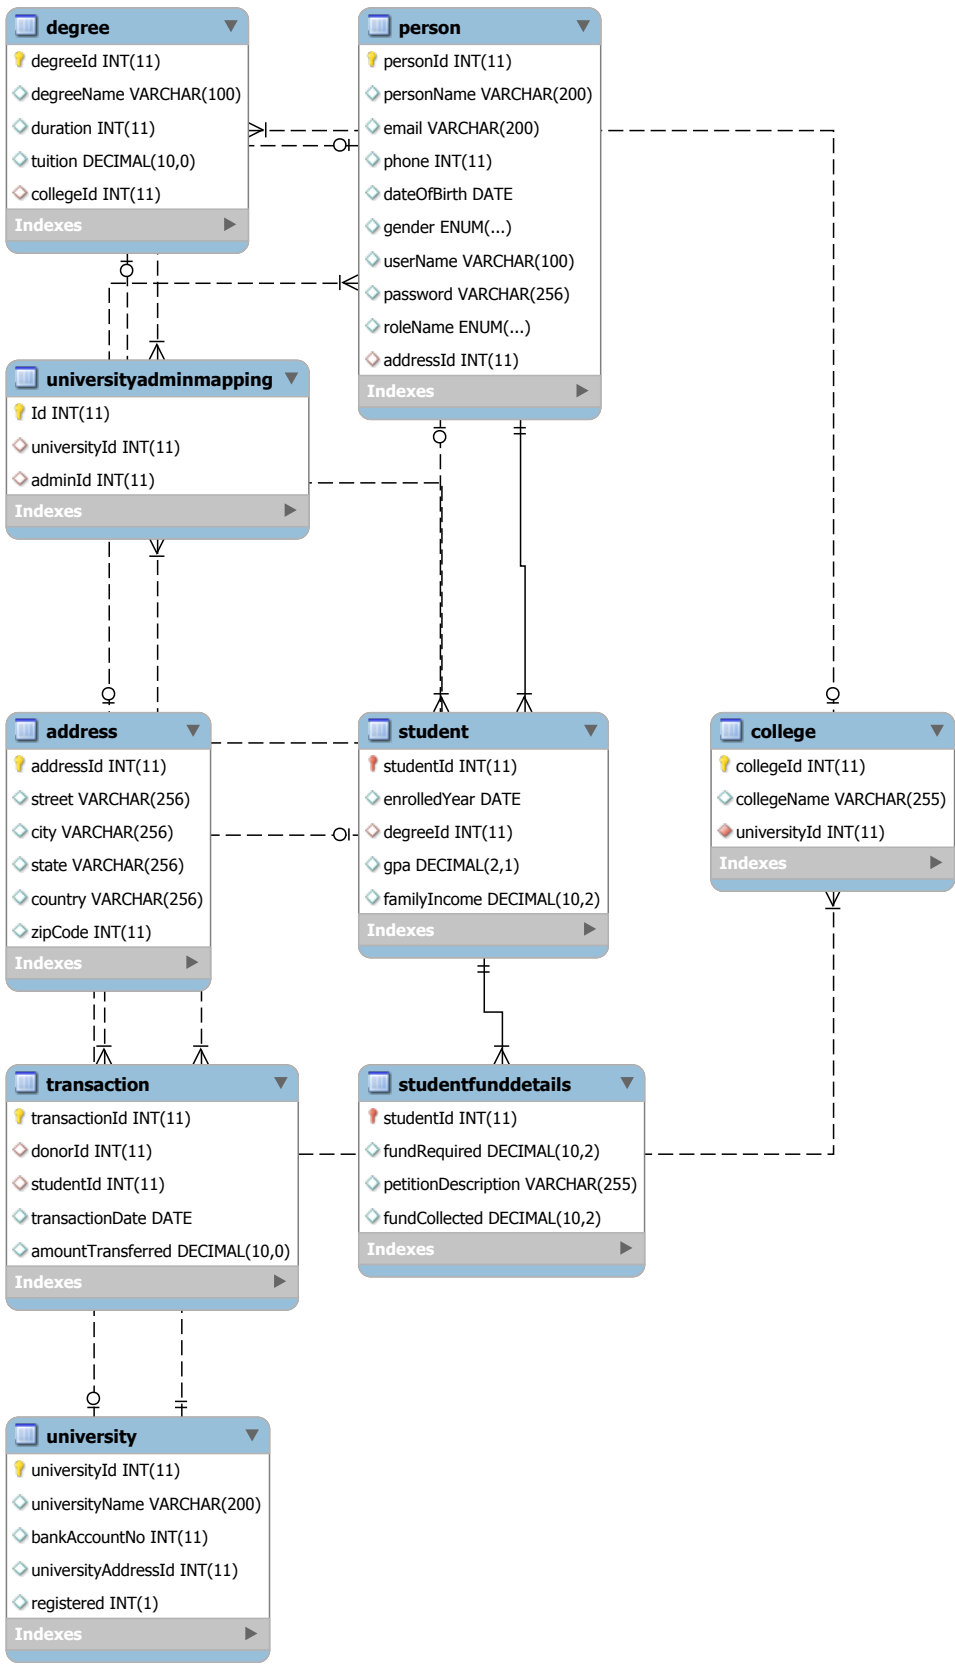 degree
degreeId INT(11)
degreeName VARCHAR(100)
duration INT(11)
tuition DECIMAL(10,0)
collegeId INT(11)
Indexes
person
personId INT(11)
personName VARCHAR(200)
email VARCHAR(200)
phone INT(11)
dateOfBirth DATE
gender ENUM(...)
userName VARCHAR(100)
password VARCHAR(256)
roleName ENUM(...)
addressId INT(11)
Indexes
universityadminmapping
Id INT(11)
universityId INT(11)
adminId INT(11)
Indexes
address
addressId INT(11)
street VARCHAR(256)
city VARCHAR(256)
state VARCHAR(256)
country VARCHAR(256)
zipCode INT(11)
Indexes
student
studentId INT(11)
enrolledYear DATE
degreeId INT(11)
gpa DECIMAL(2,1)
familyIncome DECIMAL(10,2)
Indexes
college
collegeId INT(11)
collegeName VARCHAR(255)
universityId INT(11)
Indexes
transaction
transactionId INT(11)
donorId INT(11)
studentId INT(11)
transactionDate DATE
amountTransferred DECIMAL(10,0)
Indexes
studentfunddetails
studentId INT(11)
fundRequired DECIMAL(10,2)
petitionDescription VARCHAR(255)
fundCollected DECIMAL(10,2)
Indexes
university
universityId INT(11)
universityName VARCHAR(200)
bankAccountNo INT(11)
universityAddressId INT(11)
registered INT(1)
Indexes